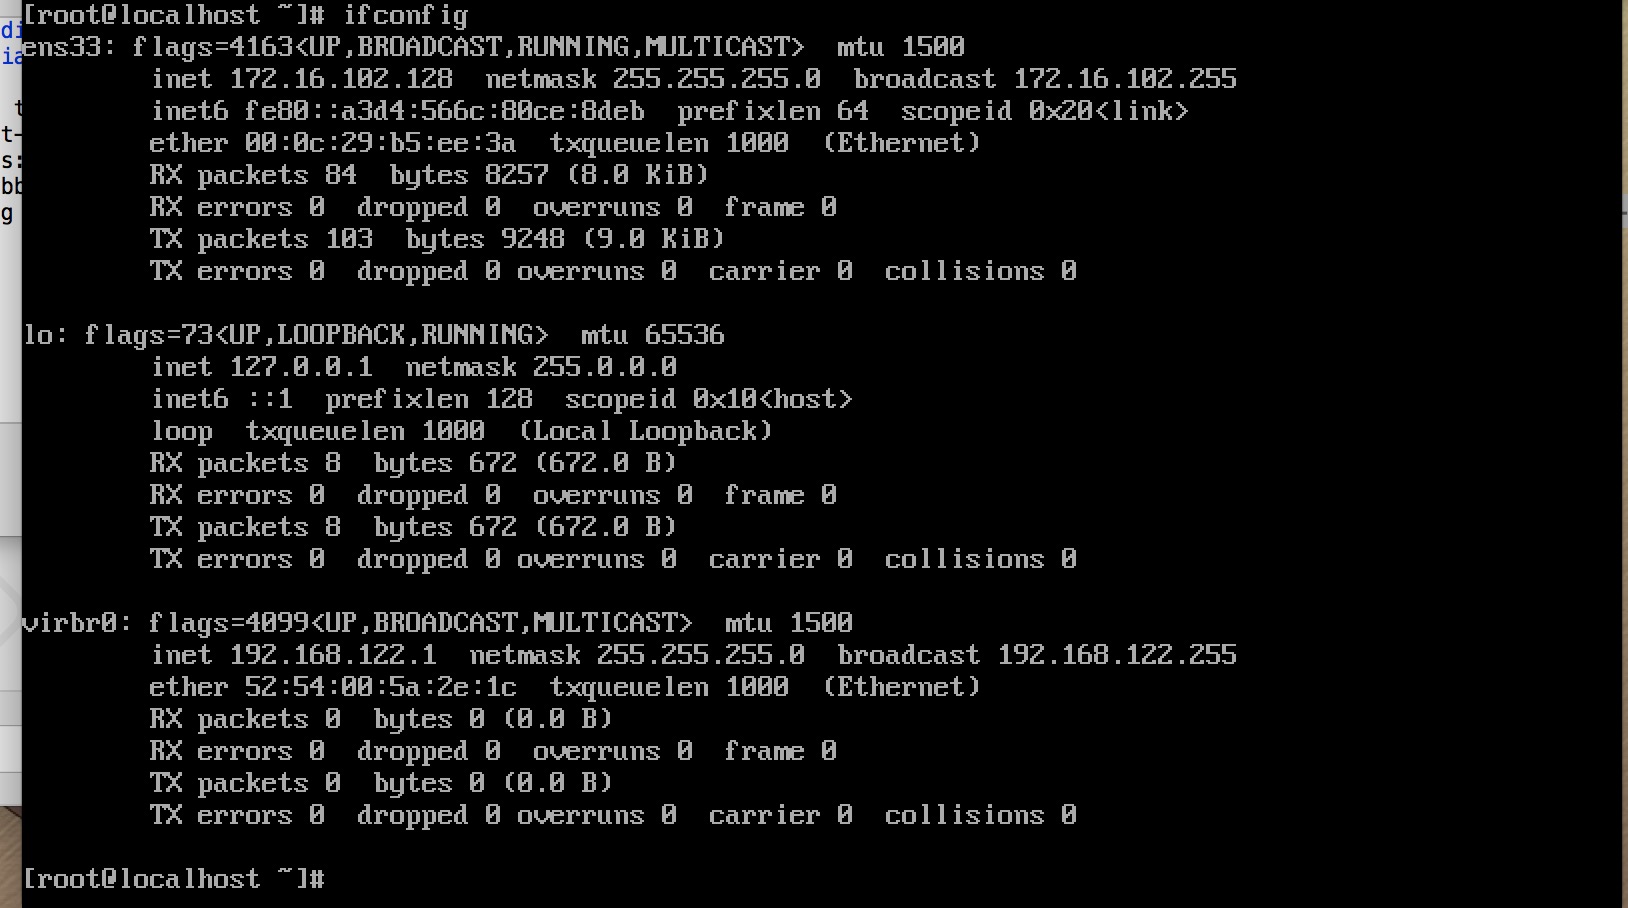 [root@localhost ~]# ifconfig
ens33: flags=4163<UP,BROADCAST,RUNNING,MULTICAST>  mtu 1500
        inet 172.16.102.128  netmask 255.255.255.0  broadcast 172.16.102.255
        inet6 fe80::a3d4:566c:80ce:8deb  prefixlen 64  scopeid 0x20<link>
        ether 00:0c:29:b5:ee:3a  txqueuelen 1000  (Ethernet)
        RX packets 84  bytes 8257 (8.0 KiB)
        RX errors 0  dropped 0  overruns 0  frame 0
        TX packets 103  bytes 9248 (9.0 KiB)
        TX errors 0  dropped 0 overruns 0  carrier 0  collisions 0

lo: flags=73<UP,LOOPBACK,RUNNING>  mtu 65536
        inet 127.0.0.1  netmask 255.0.0.0
        inet6 ::1  prefixlen 128  scopeid 0x10<host>
        loop  txqueuelen 1000  (Local Loopback)
        RX packets 8  bytes 672 (672.0 B)
        RX errors 0  dropped 0  overruns 0  frame 0
        TX packets 8  bytes 672 (672.0 B)
        TX errors 0  dropped 0 overruns 0  carrier 0  collisions 0

virbr0: flags=4099<UP,BROADCAST,MULTICAST>  mtu 1500
        inet 192.168.122.1  netmask 255.255.255.0  broadcast 192.168.122.255
        ether 52:54:00:5a:2e:1c  txqueuelen 1000  (Ethernet)
        RX packets 0  bytes 0 (0.0 B)
        RX errors 0  dropped 0  overruns 0  frame 0
        TX packets 0  bytes 0 (0.0 B)
        TX errors 0  dropped 0 overruns 0  carrier 0  collisions 0

[root@localhost ~]#